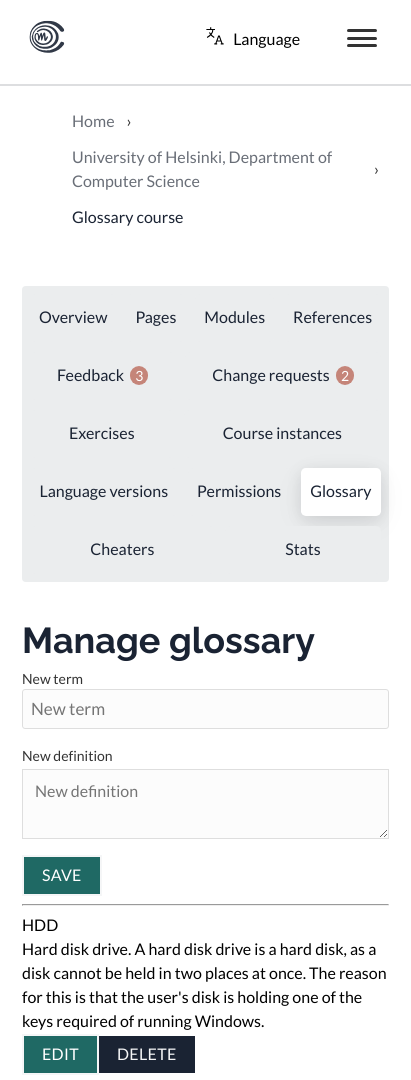 Language
Home ›
University of Helsinki, Department of
Computer Science ›
Glossary course
Overview Pages Modules References
Feedback 3 Change requests 2
Exercises Course instances
Language versions Permissions Glossary
Cheaters Stats
Manage glossary
New term
New term
New definition
New definition
SAVE
HDD
Hard disk drive. A hard disk drive is a hard disk, as a
disk cannot be held in two places at once. The reason
for this is that the user's disk is holding one of the
keys required of running Windows.
EDIT DELETE